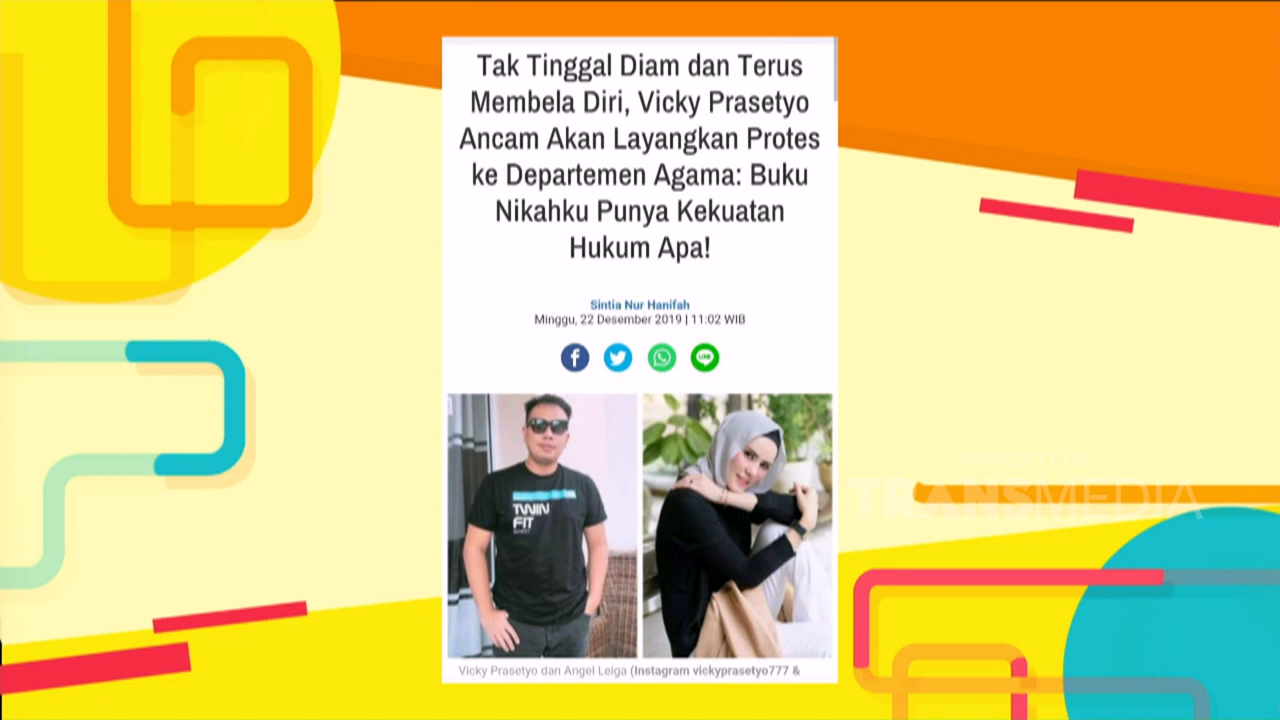 Tak Tinggal Diam dan Terus
Membela Diri, Vicky Prasetyo
Ancam Akan Layangkan Protes
ke Departemen Agama: Buku
Nikahku Punya Kekuatan
Hukum Apa!
Sintia Nur Hanifah
Minggu, 22 Desember 2019 | 11:02 WIB
LINE
TWIN
FIT
PROPERTY OF
TRANSMEDIA
Vicky Prasetyo dan Angel Lelga (Instagram vickyprasetyo777 &